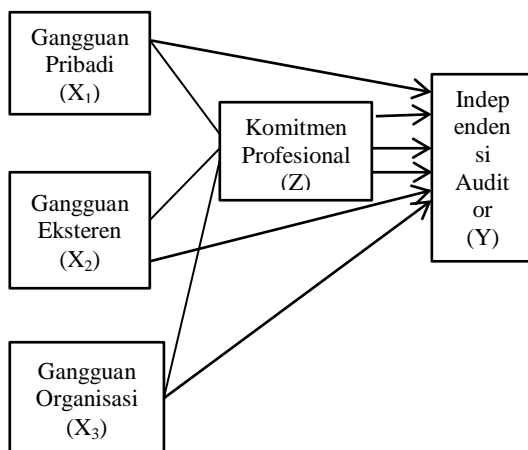 Gangguan
Pribadi
(X₁)
Komitmen
Profesional
(Z)
Indep
enden
si
Audit
or
(Y)
Gangguan
Eksteren
(X₂)
Gangguan
Organisasi
(X₃)